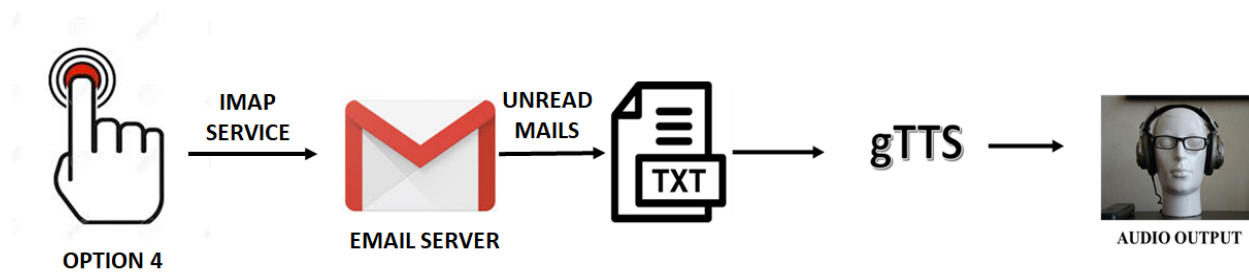 OPTION 4
IMAP
SERVICE
EMAIL SERVER
UNREAD
MAILS
TXT
gTTS
AUDIO OUTPUT